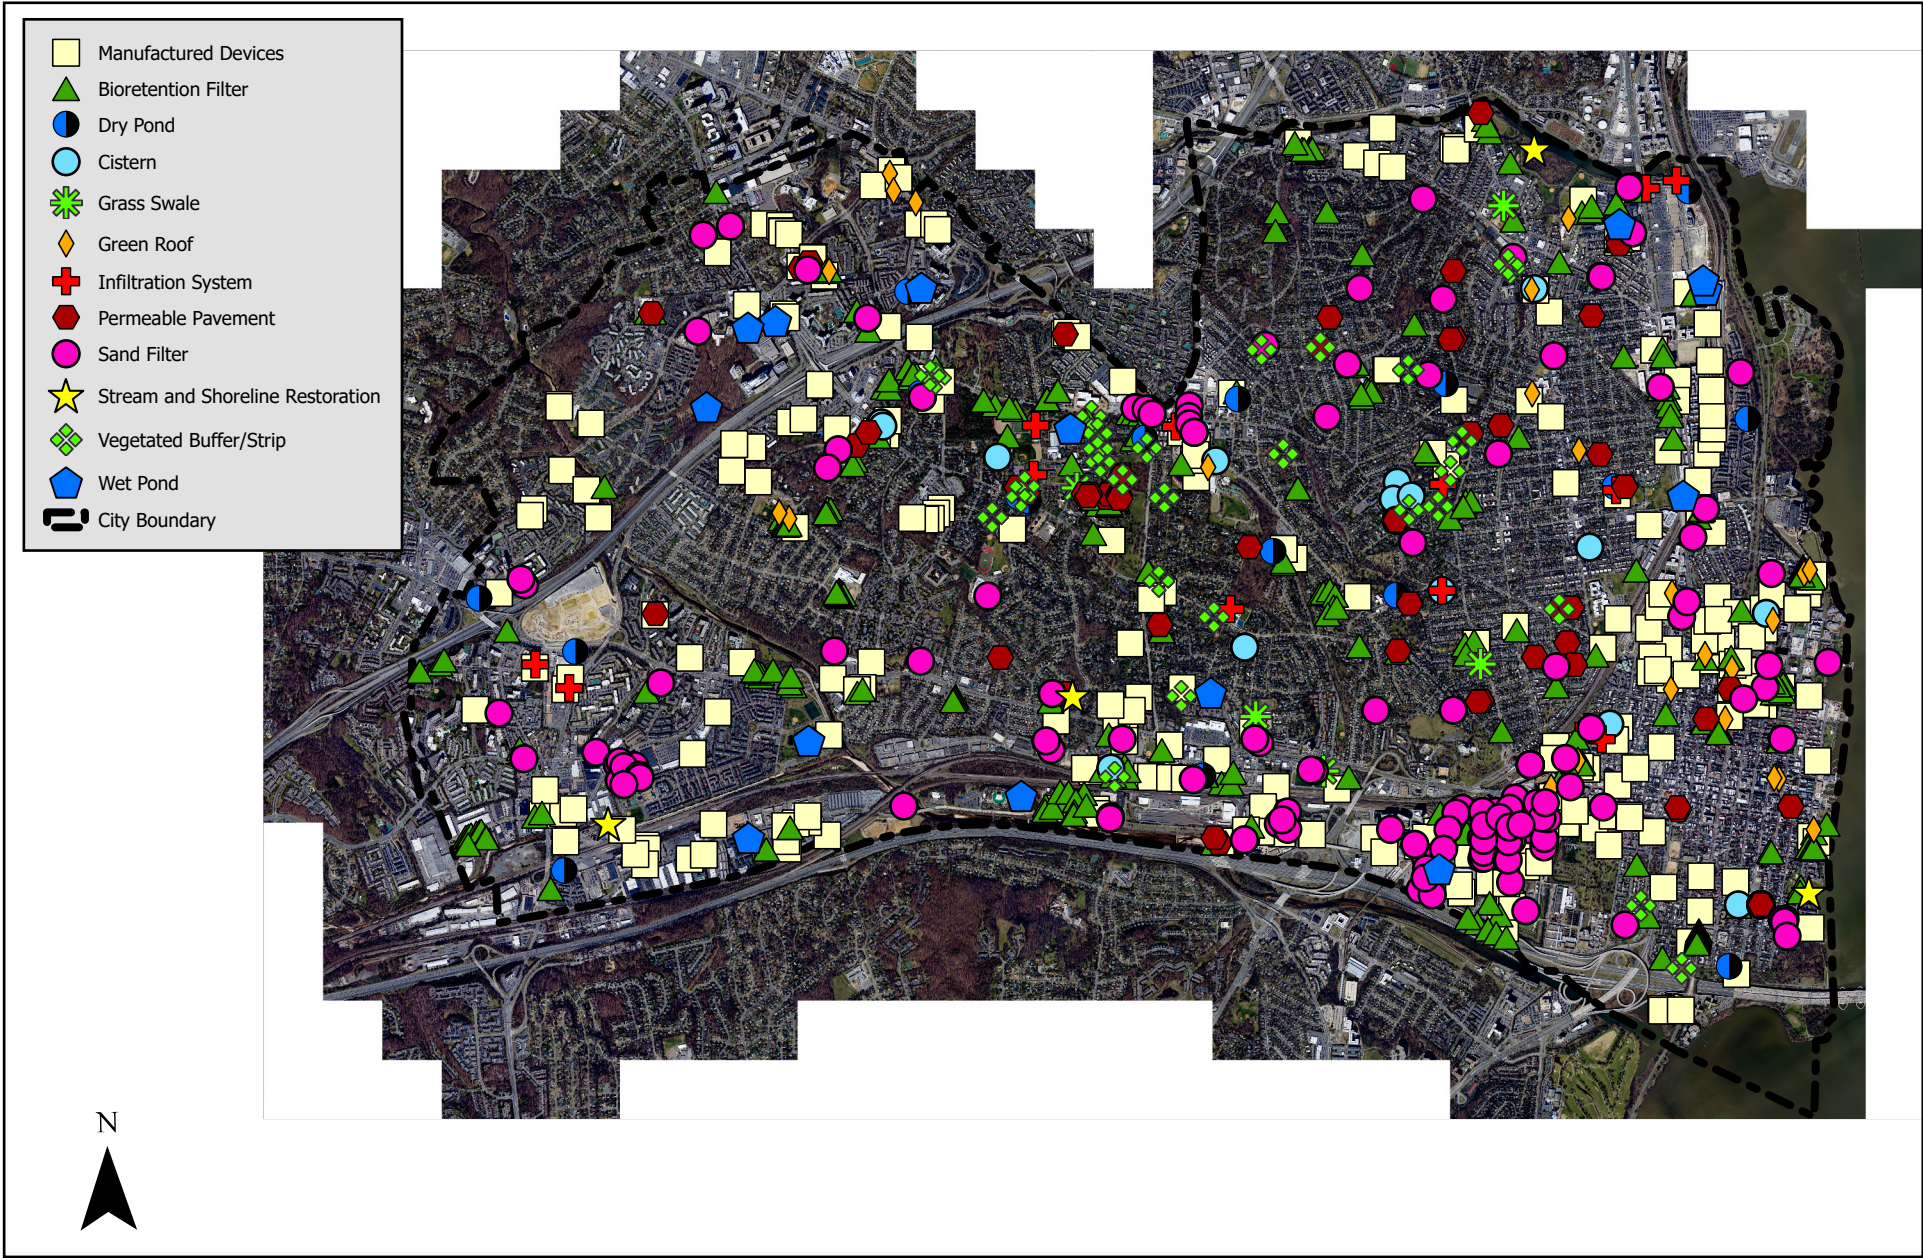 Manufactured Devices
Bioretention Filter
Dry Pond
Cistern
Grass Swale
Green Roof
Infiltration System
Permeable Pavement
Sand Filter
Stream and Shoreline Restoration
Vegetated Buffer/Strip
Wet Pond
City Boundary
N